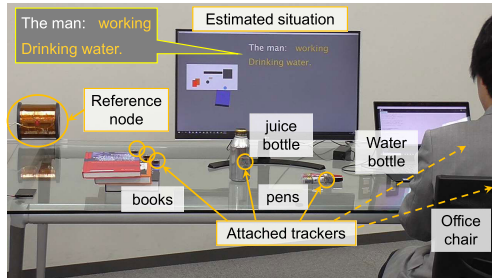 The man: working
Drinking water.
Estimated situation
The man: working
Drinking water.
Reference
node
juice
bottle
Water
bottle
books
pens
Attached trackers
Office
chair